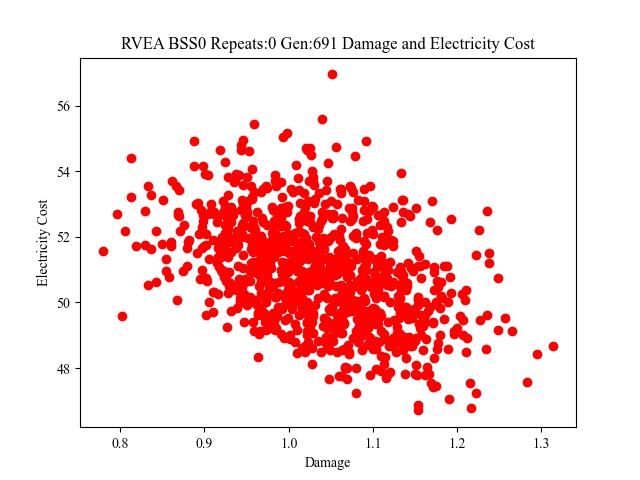 RVEA BSS0 Repeats:0 Gen:691 Damage and Electricity Cost
56
54
52
50
48
Electricity Cost
0.8 0.9 1.0 1.1 1.2 1.3
Damage